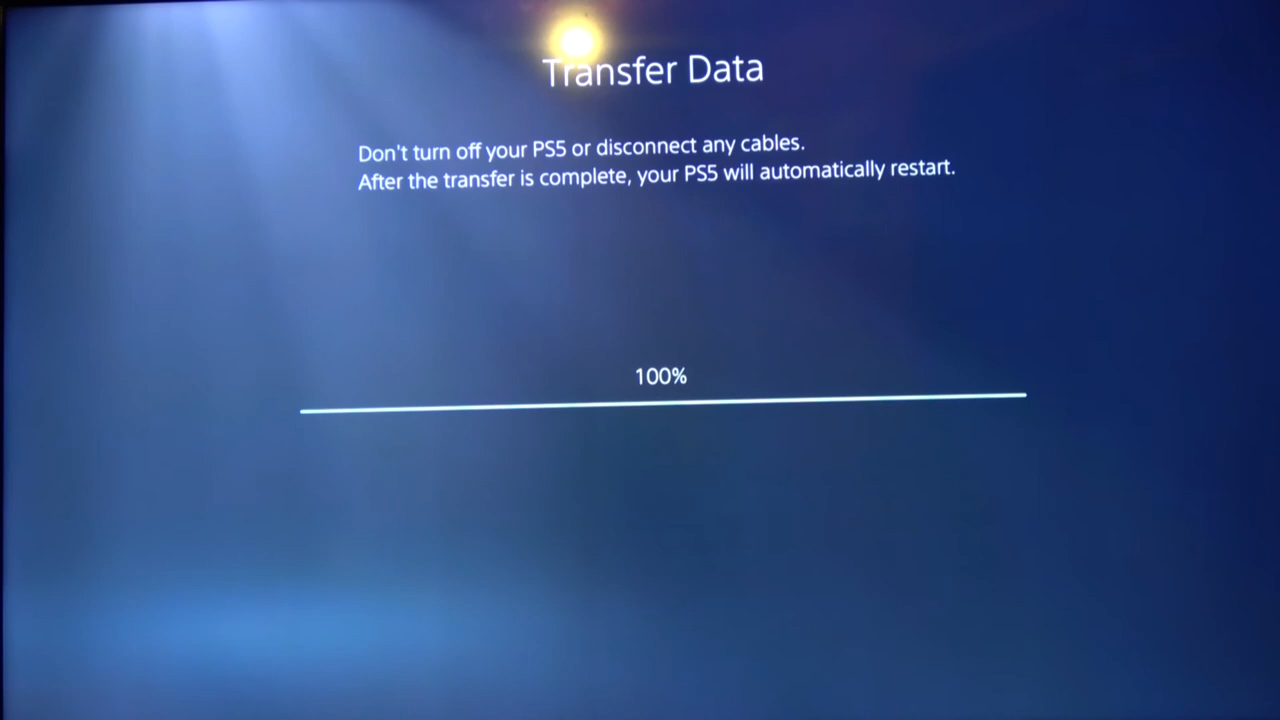 Transfer Data
Don't turn off your PS5 or disconnect any cables.
After the transfer is complete, your PS5 will automatically restart.
100%